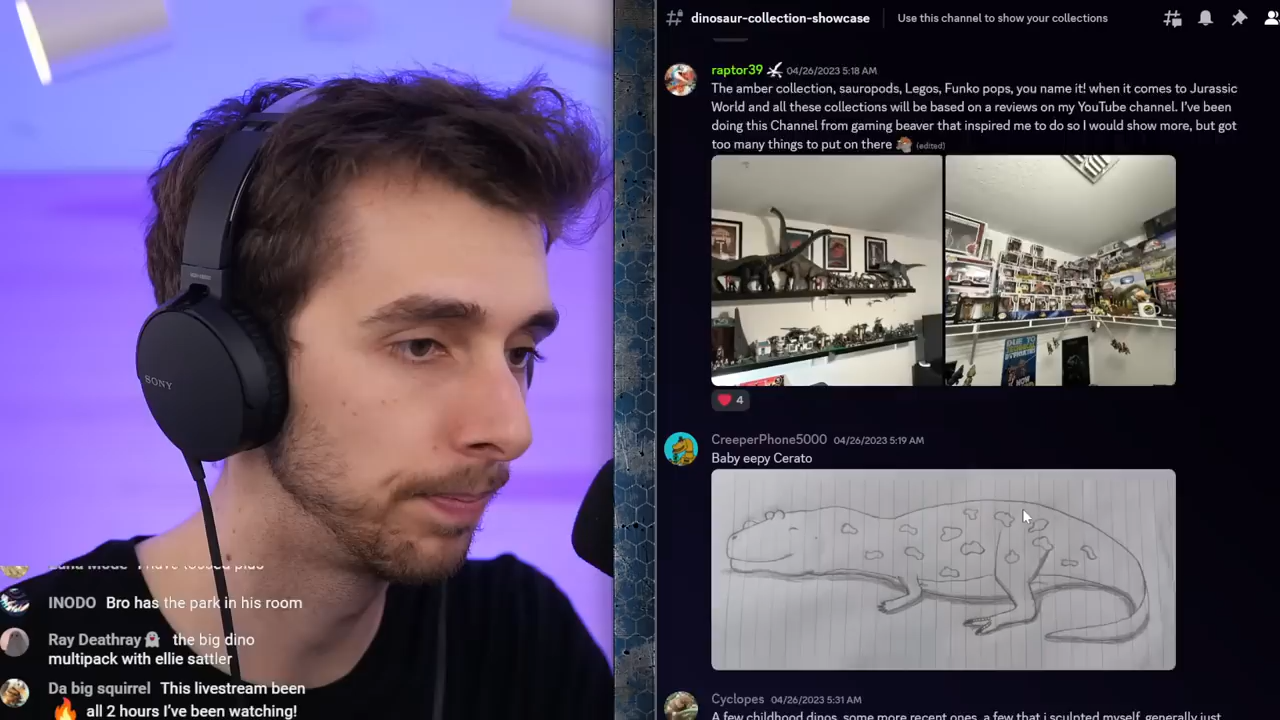 dinosaur-collection-showcase
Use this channel to show your collections
raptor39 04/26/2023 5:18 AM
The amber collection, sauropods, Legos, Funko pops, you name it! when it comes to Jurassic
World and all these collections will be based on a reviews on my YouTube channel. I've been
doing this Channel from gaming beaver that inspired me to do so I would show more, but got
too many things to put on there (edited)
DUE TO
NOW
4
CreeperPhone5000 04/26/2023 5:19 AM
Baby eepy Cerato
Cyclopes 04/26/2023 5:31 AM
A few childhood dinos, some more recent ones, a few that i sculpted myself, generally just
SONY
INODO Bro has the park in his room
Ray Deathray the big dino
multipack with ellie sattler
Da big squirrel This livestream been
all 2 hours I've been watching!